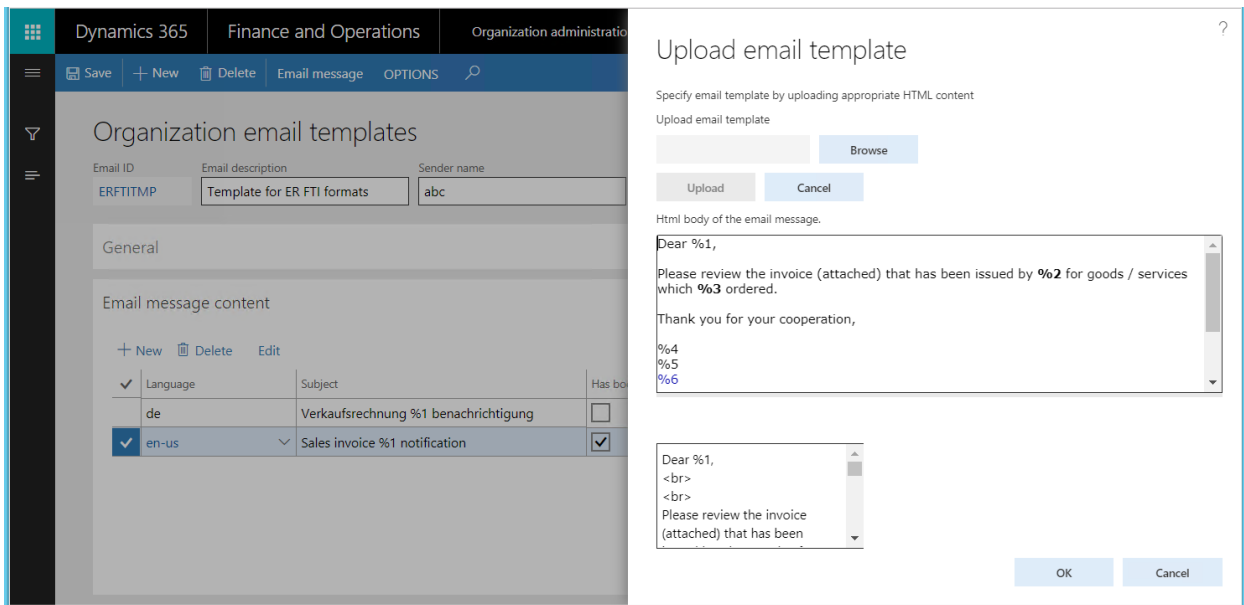 Dynamics 365
Finance and Operations
Organization administratio
Save
New
Delete
Email message
OPTIONS
Organization email templates
Email ID
Email description
Sender name
ERFTITMP
Template for ER FTI formats
abc
General
Email message content
New
Delete
Edit
Language
Subject
Has bo
de
Verkaufsrechnung %1 benachrichtigung
en-us
Sales invoice %1 notification
?
Upload email template
Specify email template by uploading appropriate HTML content
Upload email template
Browse
Upload
Cancel
Html body of the email message.
Dear %1,
Please review the invoice (attached) that has been issued by %2 for goods / services
which %3 ordered.
Thank you for your cooperation,
%4
%5
%6
Dear %1,
<br>
<br>
Please review the invoice
(attached) that has been
OK
Cancel